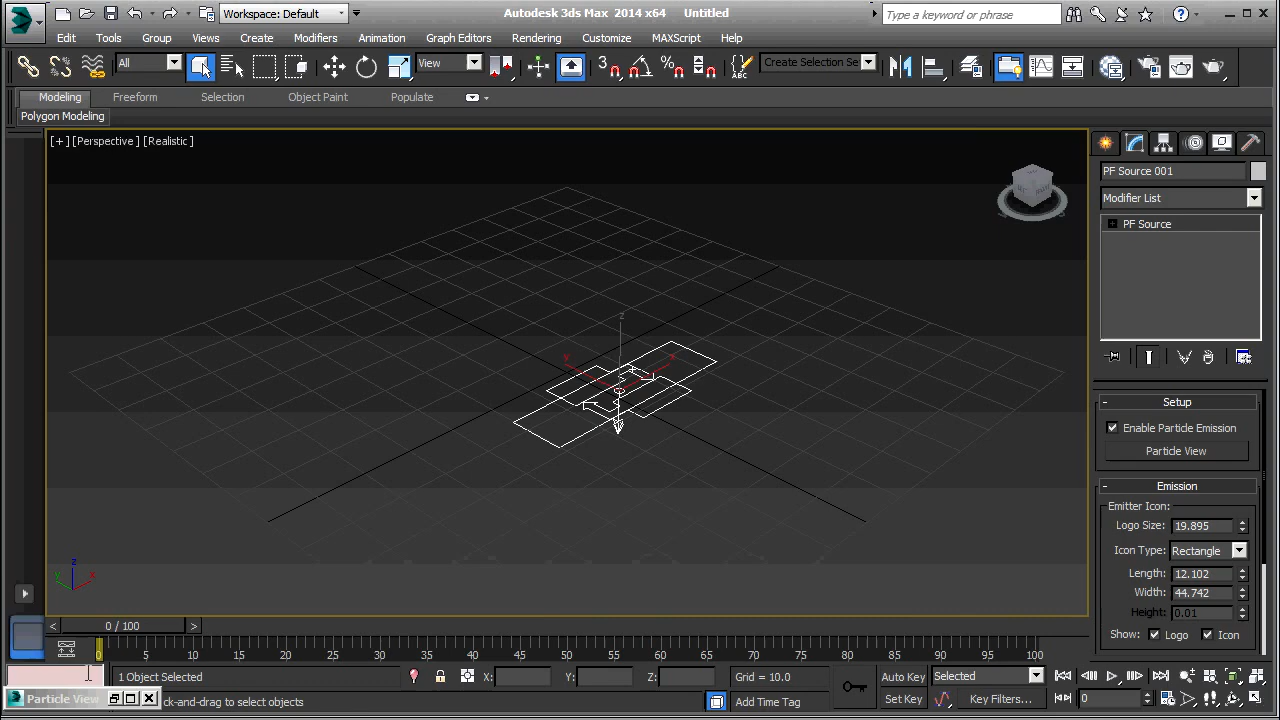 Workspace: Default
Autodesk 3ds Max 2014 x64 Untitled
Type a keyword or phrase
Edit Tools Group Views Create Modifiers Animation Graph Editors Rendering Customize MAXScript Help
All
View
3
Create Selection Se
ABC
Modeling Freeform Selection Object Paint Populate
Polygon Modeling
[+] [Perspective] [Realistic]
PF Source 001
Modifier List
PF Source
z
y x
z
y x
- Setup
Enable Particle Emission
Particle View
- Emission
Emitter Icon:
Logo Size: 19.895
Icon Type: Rectangle
Length: 12.102
Width: 44.742
Height: 0.01
Show: Logo Icon
< 0 / 100 >
0 5 10 15 20 25 30 35 40 45 50 55 60 65 70 75 80 85 90 95 100
1 Object Selected
X: Y: Z:
Grid = 10.0
Auto Key Selected
Particle View
ck-and-drag to select objects
Add Time Tag
Set Key Key Filters...
0